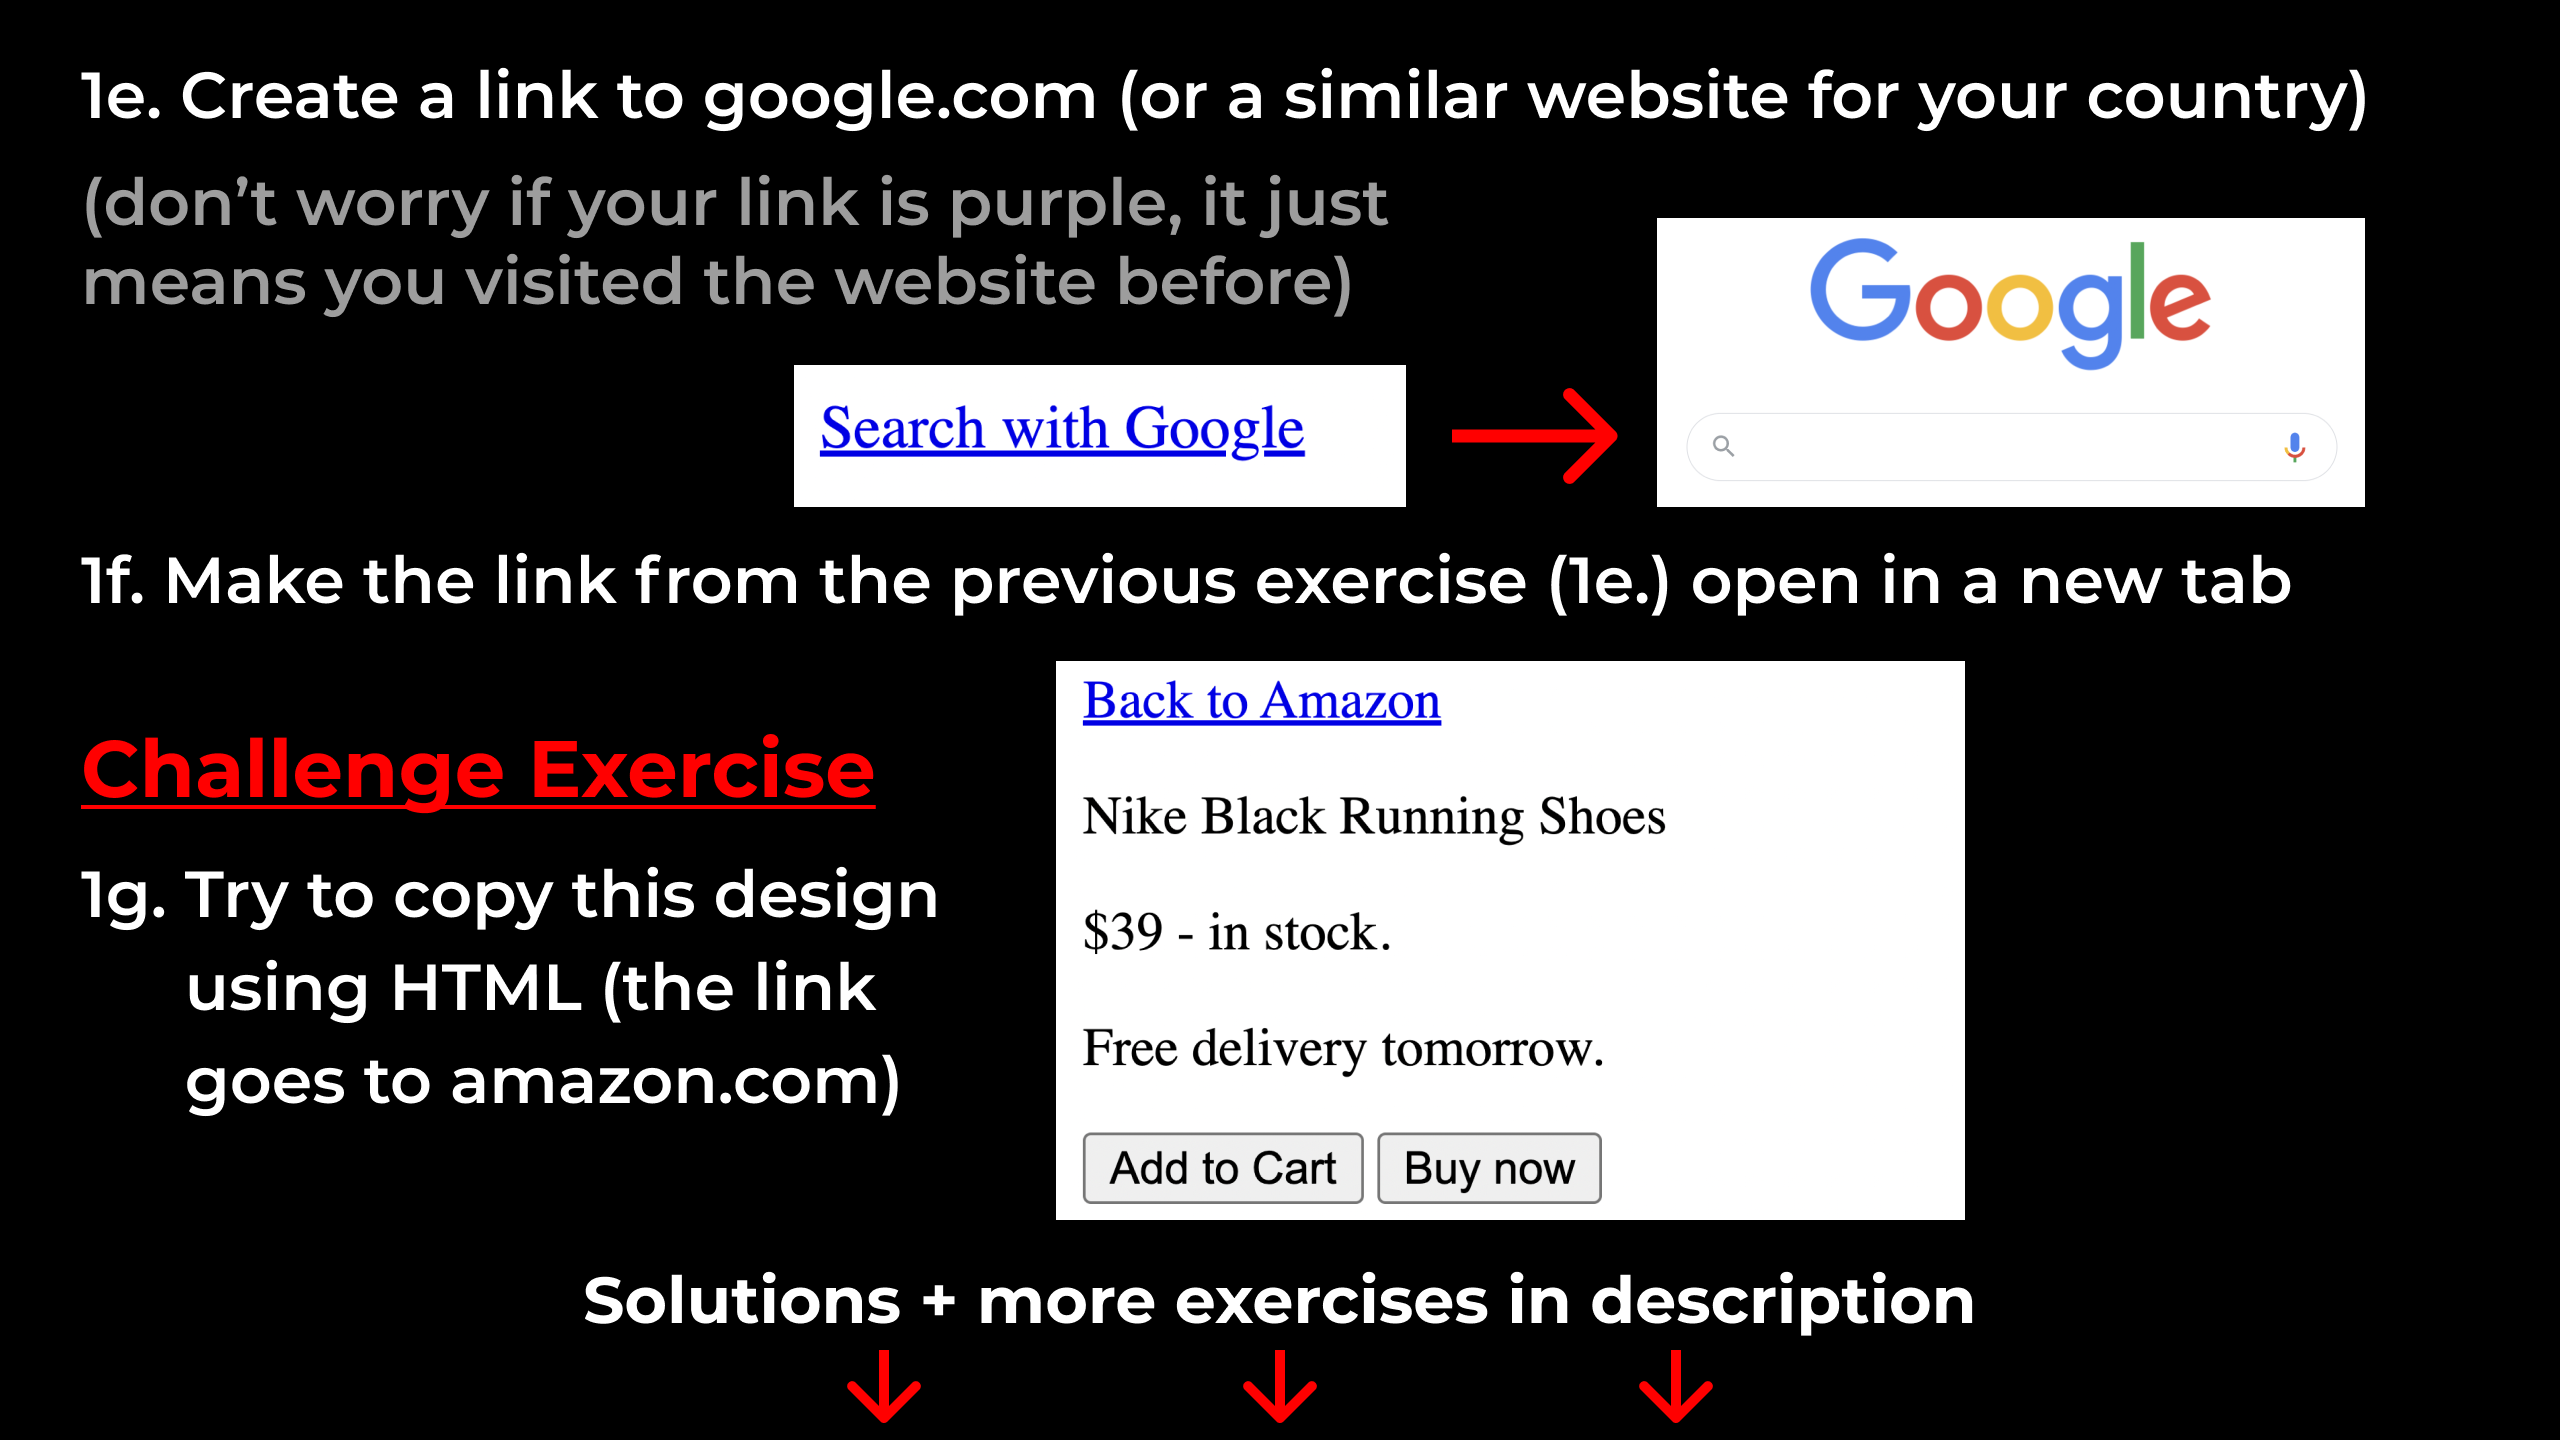 1e. Create a link to google.com (or a similar website for your country)
(don’t worry if your link is purple, it just
means you visited the website before)
Search with Google
Google
1f. Make the link from the previous exercise (1e.) open in a new tab
Challenge Exercise
1g. Try to copy this design
using HTML (the link
goes to amazon.com)
Back to Amazon
Nike Black Running Shoes
$39 - in stock.
Free delivery tomorrow.
Add to Cart Buy now
Solutions + more exercises in description